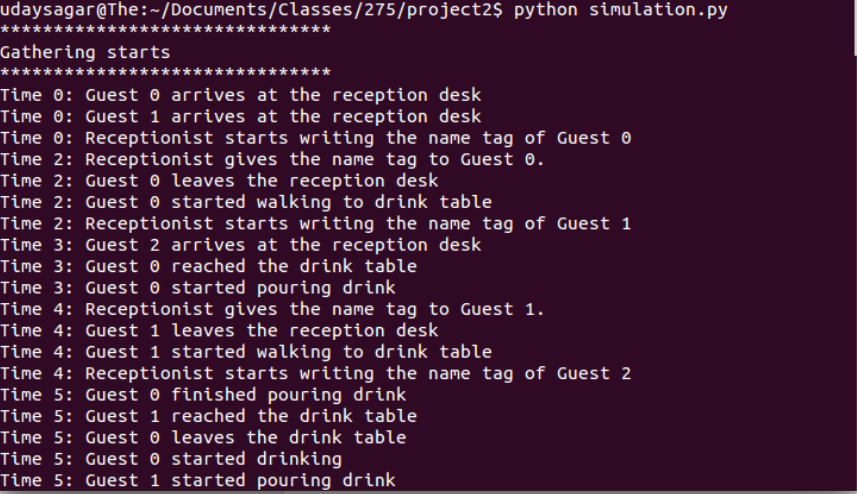 udaysagar@The:~/Documents/Classes/275/project2$ python simulation.py
*******************************
Gathering starts
*******************************
Time 0: Guest 0 arrives at the reception desk
Time 0: Guest 1 arrives at the reception desk
Time 0: Receptionist starts writing the name tag of Guest 0
Time 2: Receptionist gives the name tag to Guest 0.
Time 2: Guest 0 leaves the reception desk
Time 2: Guest 0 started walking to drink table
Time 2: Receptionist starts writing the name tag of Guest 1
Time 3: Guest 2 arrives at the reception desk
Time 3: Guest 0 reached the drink table
Time 3: Guest 0 started pouring drink
Time 4: Receptionist gives the name tag to Guest 1.
Time 4: Guest 1 leaves the reception desk
Time 4: Guest 1 started walking to drink table
Time 4: Receptionist starts writing the name tag of Guest 2
Time 5: Guest 0 finished pouring drink
Time 5: Guest 1 reached the drink table
Time 5: Guest 0 leaves the drink table
Time 5: Guest 0 started drinking
Time 5: Guest 1 started pouring drink